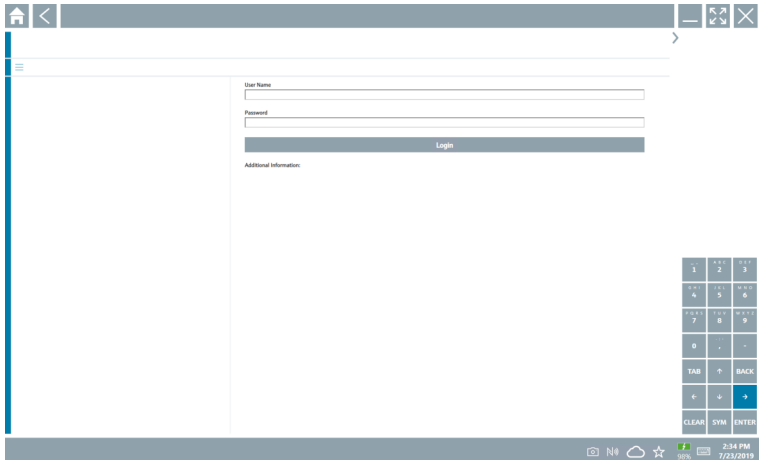 User Name
Password
Login
Additional Information:
1
ABC
2
DEF
3
GHI
4
JKL
5
MNO
6
PQRS
7
TUV
8
WXYZ
9
0
,
-
TAB
↑
BACK
←
↓
→
CLEAR
SYM
ENTER
98%
2:34 PM
7/23/2019